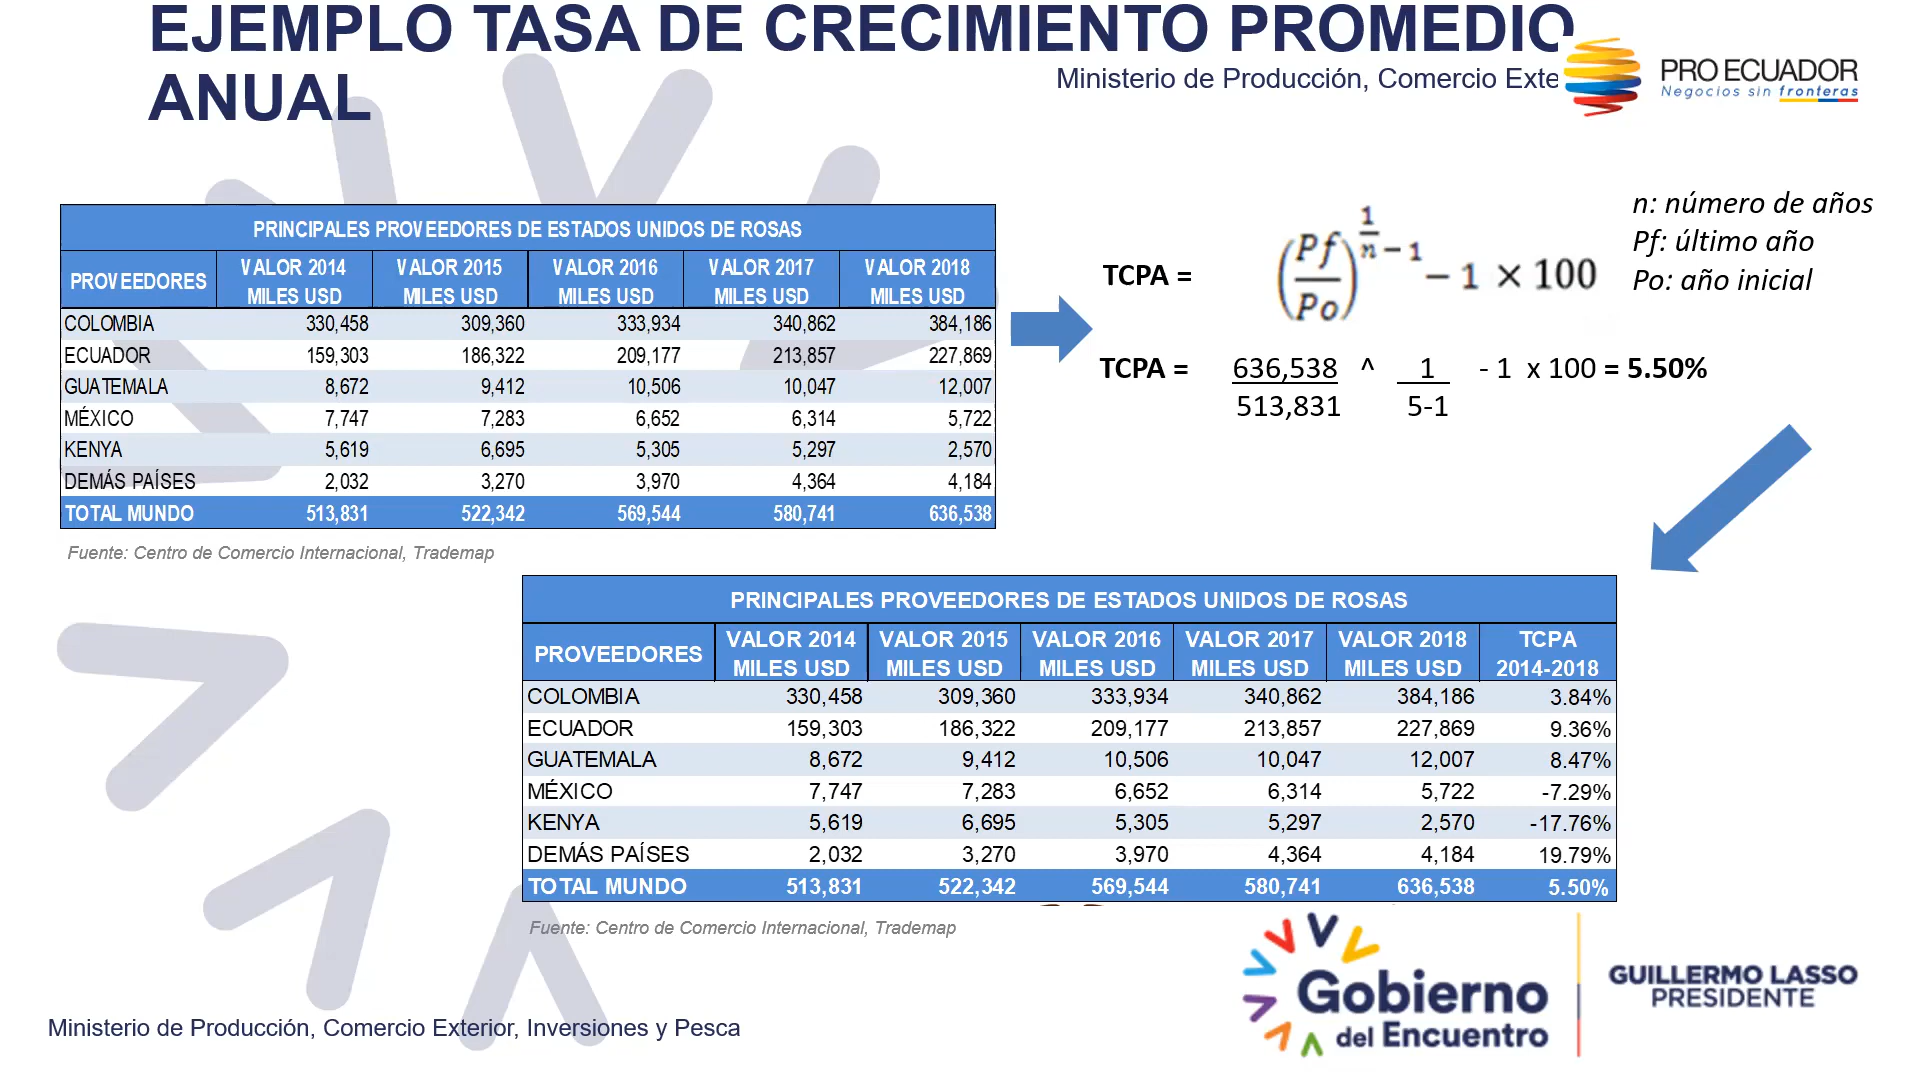 EJEMPLO TASA DE CRECIMIENTO PROMEDIO
ANUAL
Ministerio de Producción, Comercio Exte
PRO ECUADOR
Negocios sin fronteras
PRINCIPALES PROVEEDORES DE ESTADOS UNIDOS DE ROSAS
PROVEEDORES VALOR 2014 MILES USD VALOR 2015 MILES USD VALOR 2016 MILES USD VALOR 2017 MILES USD VALOR 2018 MILES USD
COLOMBIA 330,458 309,360 333,934 340,862 384,186
ECUADOR 159,303 186,322 209,177 213,857 227,869
GUATEMALA 8,672 9,412 10,506 10,047 12,007
MÉXICO 7,747 7,283 6,652 6,314 5,722
KENYA 5,619 6,695 5,305 5,297 2,570
DEMÁS PAÍSES 2,032 3,270 3,970 4,364 4,184
TOTAL MUNDO 513,831 522,342 569,544 580,741 636,538
Fuente: Centro de Comercio Internacional, Trademap
TCPA = (Pf/Po)^1/n − 1 − 1 × 100
n: número de años
Pf: último año
Po: año inicial
TCPA = 636,538 ^ 1 - 1 x 100 = 5.50%
513,831 5-1
PRINCIPALES PROVEEDORES DE ESTADOS UNIDOS DE ROSAS
PROVEEDORES VALOR 2014 MILES USD VALOR 2015 MILES USD VALOR 2016 MILES USD VALOR 2017 MILES USD VALOR 2018 MILES USD TCPA 2014-2018
COLOMBIA 330,458 309,360 333,934 340,862 384,186 3.84%
ECUADOR 159,303 186,322 209,177 213,857 227,869 9.36%
GUATEMALA 8,672 9,412 10,506 10,047 12,007 8.47%
MÉXICO 7,747 7,283 6,652 6,314 5,722 -7.29%
KENYA 5,619 6,695 5,305 5,297 2,570 -17.76%
DEMÁS PAÍSES 2,032 3,270 3,970 4,364 4,184 19.79%
TOTAL MUNDO 513,831 522,342 569,544 580,741 636,538 5.50%
Fuente: Centro de Comercio Internacional, Trademap
Gobierno
del Encuentro
GUILLERMO LASSO
PRESIDENTE
Ministerio de Producción, Comercio Exterior, Inversiones y Pesca